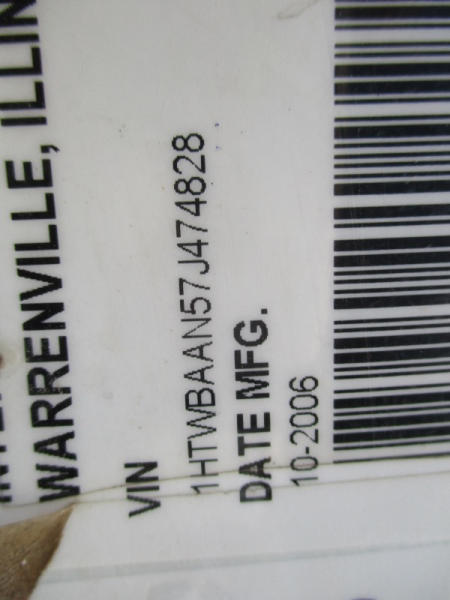 WARRENVILLE, ILLIN
VIN
1HTWBAAN57J474828
DATE MFG.
10-2006